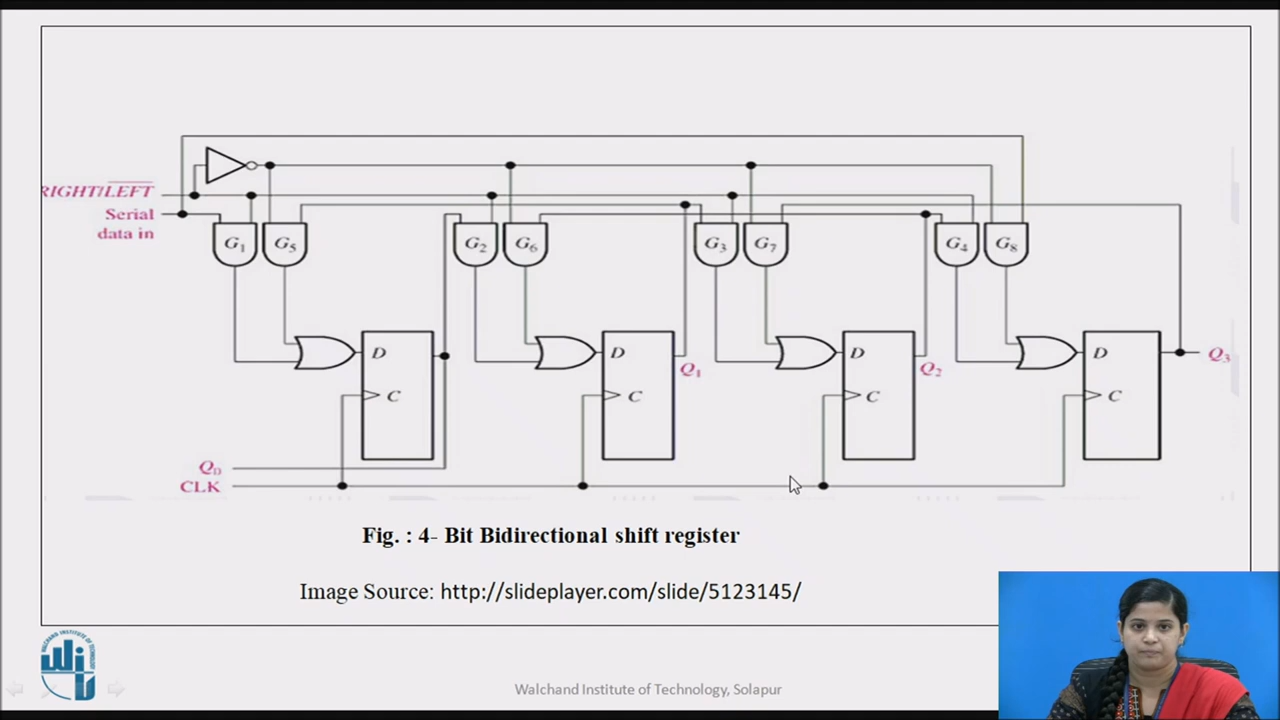 RIGHT/LEFT
Serial
data in
G1 G5 G2 G6 G3 G7 G4 G8
D D D D
Q1 Q2 Q3
C C C C
QD
CLK
Fig. : 4- Bit Bidirectional shift register
Image Source: http://slideplayer.com/slide/5123145/
Walchand Institute of Technology, Solapur